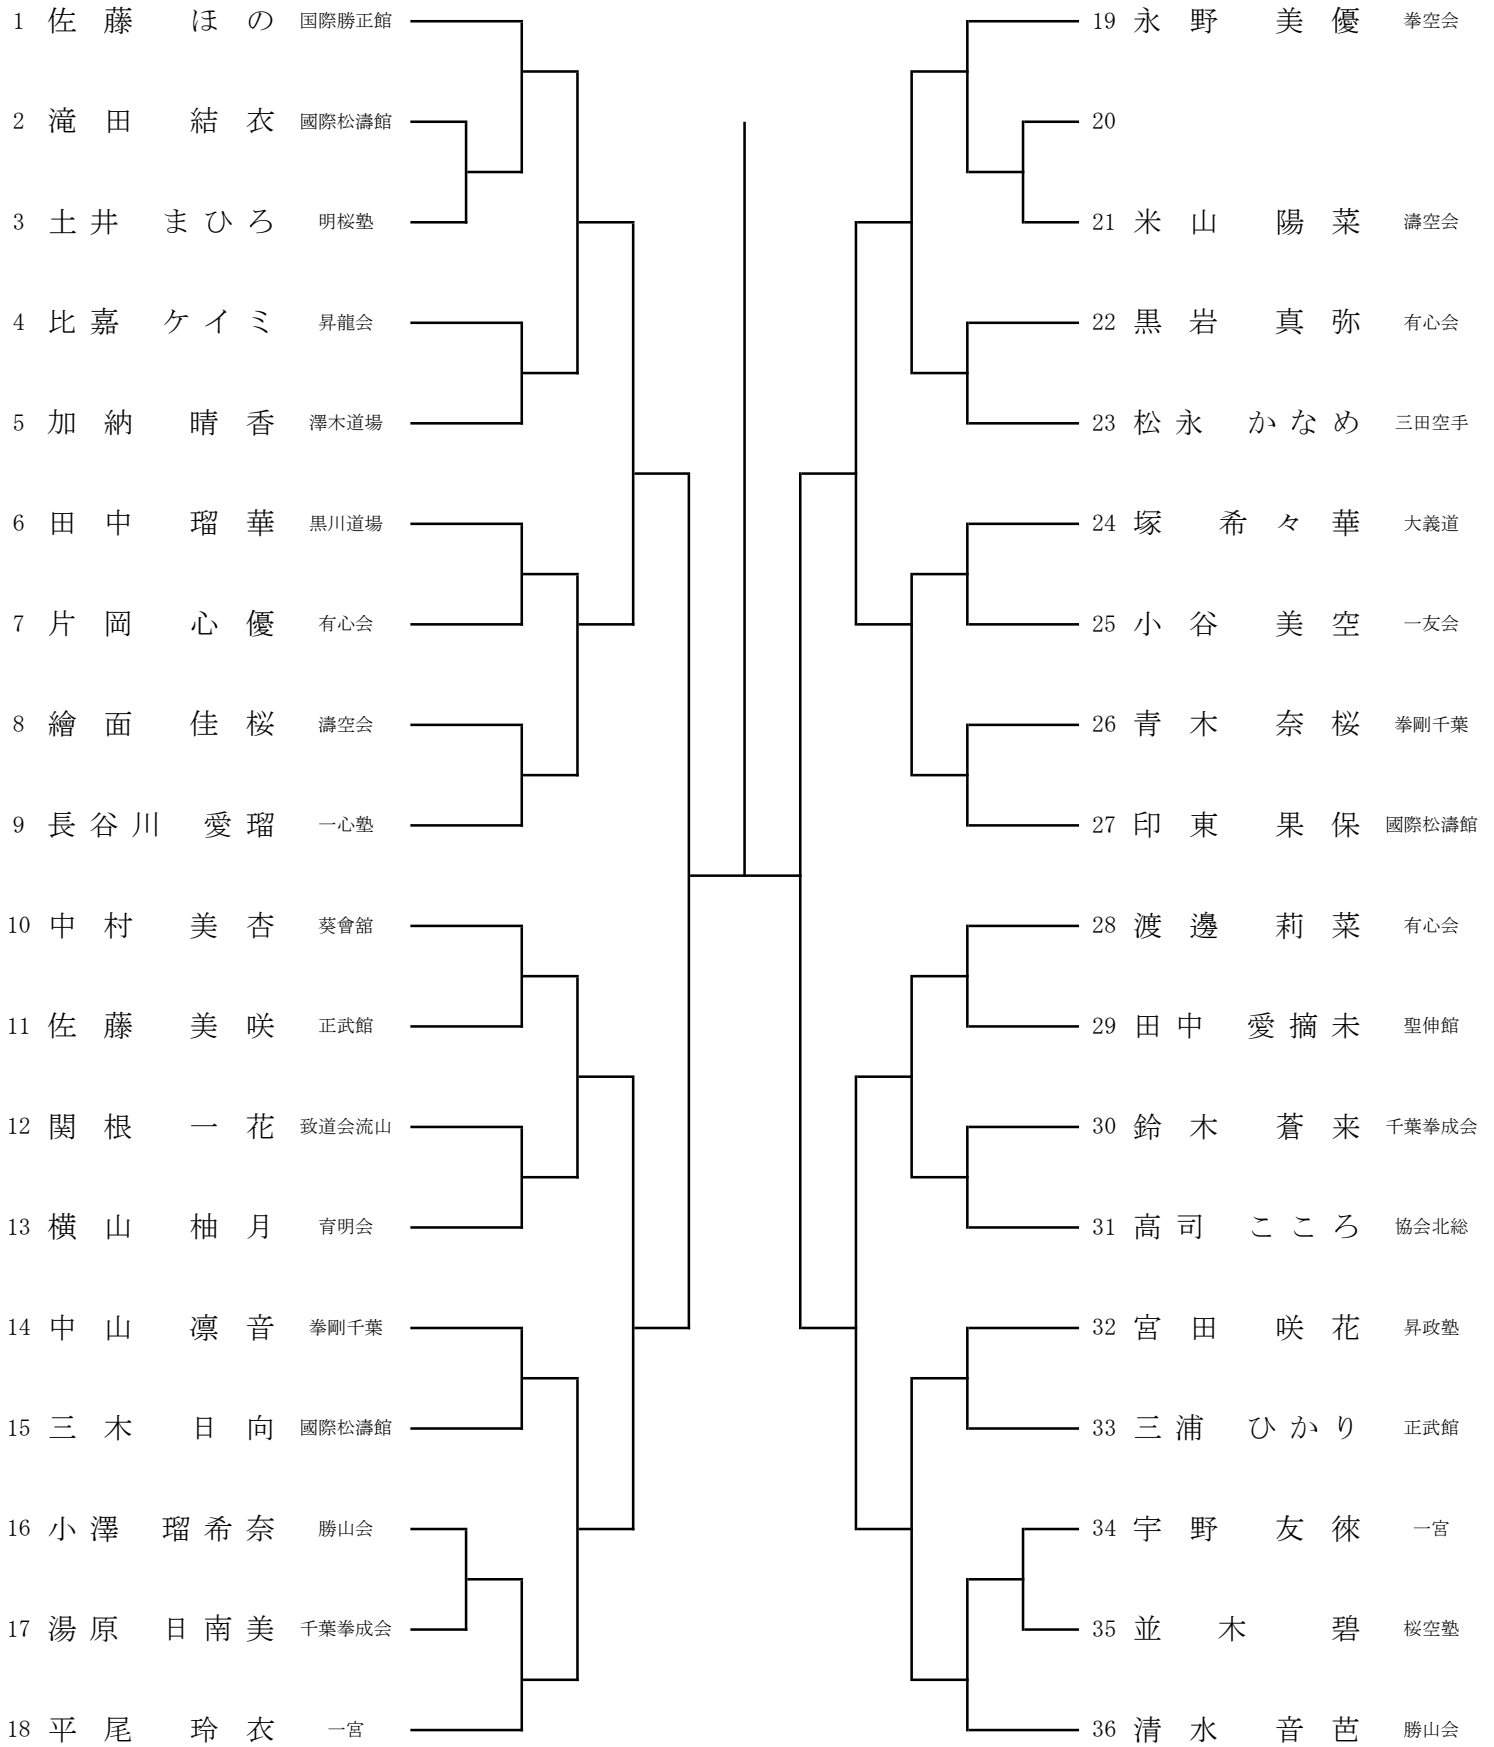 1 佐藤 ほの 国際勝正館
2 滝田 結衣 國際松濤館
3 土井 まひろ 明桜塾
4 比嘉 ケイミ 昇龍会
5 加納 晴香 澤木道場
6 田中 瑠華 黒川道場
7 片岡 心優 有心会
8 繪面 佳桜 濤空会
9 長谷川 愛瑠 一心塾
10 中村 美杏 葵會舘
11 佐藤 美咲 正武館
12 関根 一花 致道会流山
13 横山 柚月 育明会
14 中山 凛音 拳剛千葉
15 三木 日向 國際松濤館
16 小澤 瑠希奈 勝山会
17 湯原 日南美 千葉拳成会
18 平尾 玲衣 一宮
19 永野 美優 拳空会
20
21 米山 陽菜 濤空会
22 黒岩 真弥 有心会
23 松永 かなめ 三田空手
24 塚 希々華 大義道
25 小谷 美空 一友会
26 青木 奈桜 拳剛千葉
27 印東 果保 國際松濤館
28 渡邊 莉菜 有心会
29 田中 愛摘未 聖伸館
30 鈴木 蒼来 千葉拳成会
31 高司 こころ 協会北総
32 宮田 咲花 昇政塾
33 三浦 ひかり 正武館
34 宇野 友徠 一宮
35 並木 碧 桜空塾
36 清水 音芭 勝山会